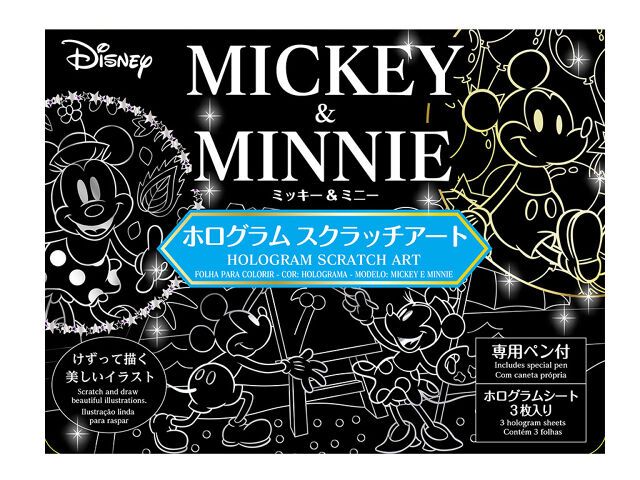 Disney
MICKEY
&
MINNIE
ミッキー & ミニー
ホログラム スクラッチアート
HOLOGRAM SCRATCH ART
FOLHA PARA COLORIR - COR: HOLOGRAMA - MODELO: MICKEY E MINNIE
けずって描く
美しいイラスト
Scratch and draw
beautiful illustrations.
Ilustração linda
para raspar
専用ペン付
Includes special pen
Com caneta própria
ホログラムシート
3枚入り
3 hologram sheets
Contém 3 folhas